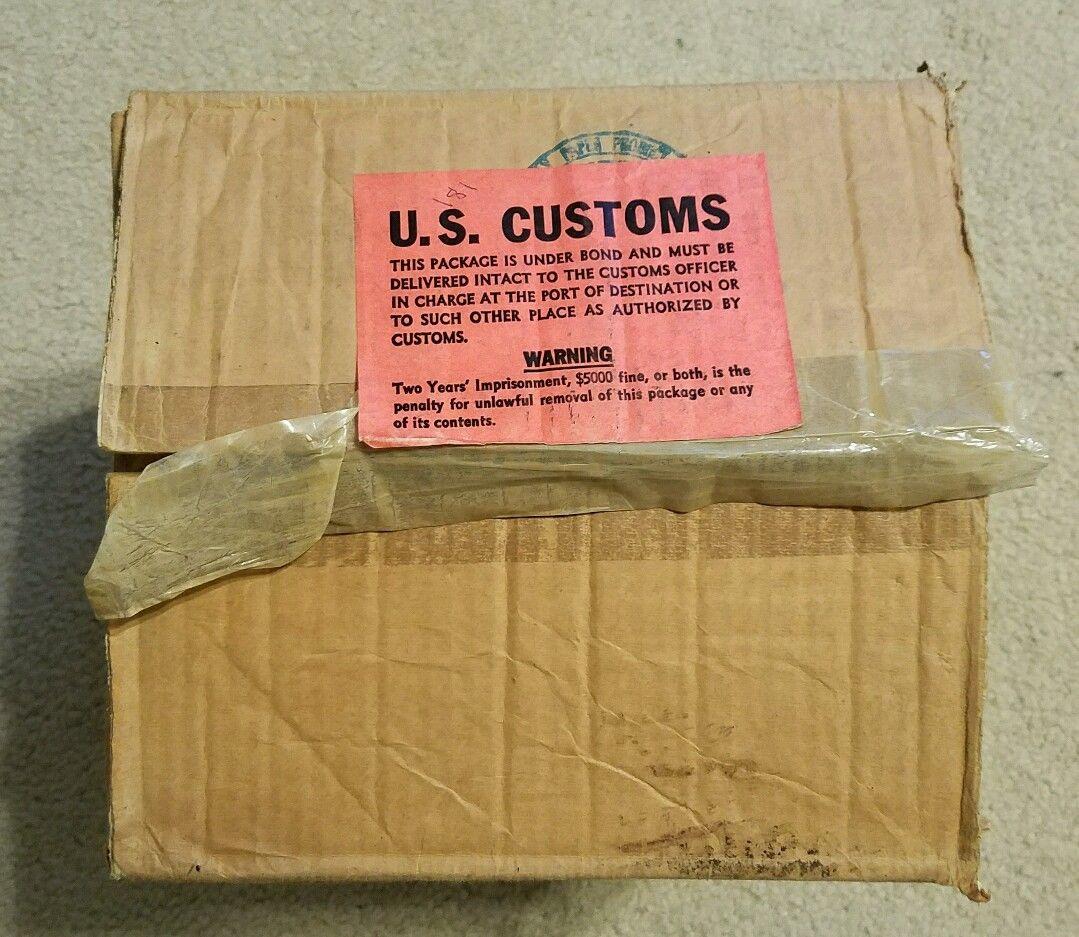 181
U.S. CUSTOMS
THIS PACKAGE IS UNDER BOND AND MUST BE
DELIVERED INTACT TO THE CUSTOMS OFFICER
IN CHARGE AT THE PORT OF DESTINATION OR
TO SUCH OTHER PLACE AS AUTHORIZED BY
CUSTOMS.
WARNING
Two Years' Imprisonment, $5000 fine, or both, is the
penalty for unlawful removal of this package or any
of its contents.